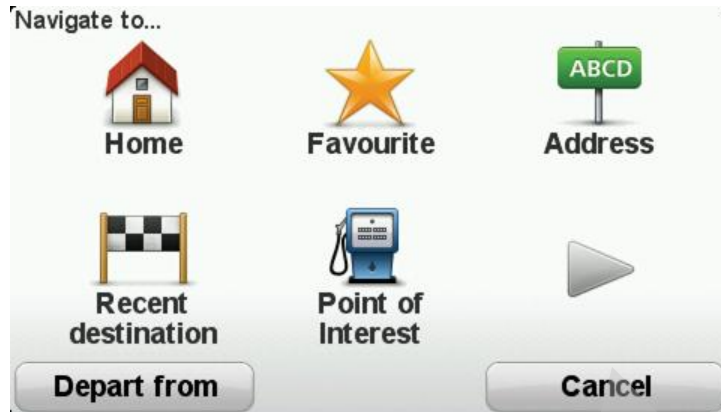 Navigate to...
ABCD
Home
Favourite
Address
Recent
destination
Point of
Interest
Depart from
Cancel